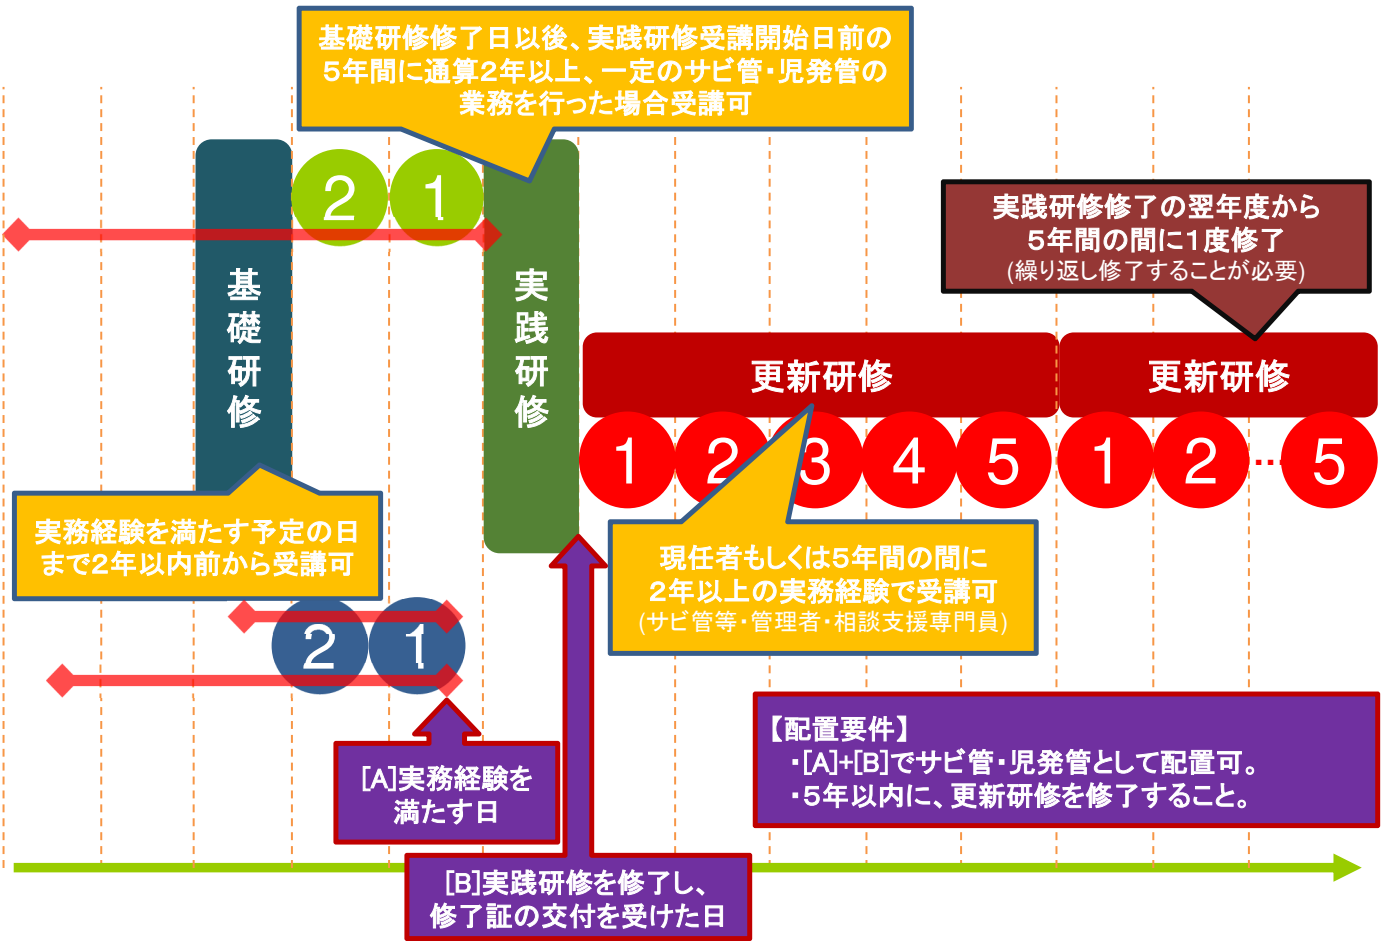 基礎研修修了日以後、実践研修受講開始日前の
５年間に通算２年以上、一定のサビ管・児発管の
業務を行った場合受講可
2
1
基礎研修
実践研修
実践研修修了の翌年度から
５年間の間に１度修了
(繰り返し修了することが必要)
更新研修
更新研修
1
2
3
4
5
1
2
…
5
実務経験を満たす予定の日
まで２年以内前から受講可
現任者もしくは５年間の間に
２年以上の実務経験で受講可
(サビ管等・管理者・相談支援専門員)
2
1
[A]実務経験を
満たす日
【配置要件】
・[A]+[B]でサビ管・児発管として配置可。
・５年以内に、更新研修を修了すること。
[B]実践研修を修了し、
修了証の交付を受けた日